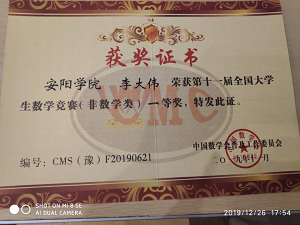 获奖证书
安阳学院 李大伟 荣获第十一届全国大学
生数学竞赛(非数学类)一等奖,特发此证。
中国数学会普及工作委员会
编号:CMS(豫)F20190621
二〇一九年十一月
SHOT ON MI 8 SE
AI DUAL CAMERA
2019/12/26 17:54